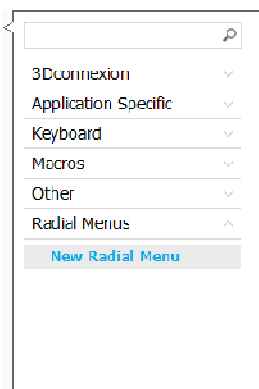 3Dconnexion
Application Specific
Keyboard
Macros
Other
Radial Menus
New Radial Menu